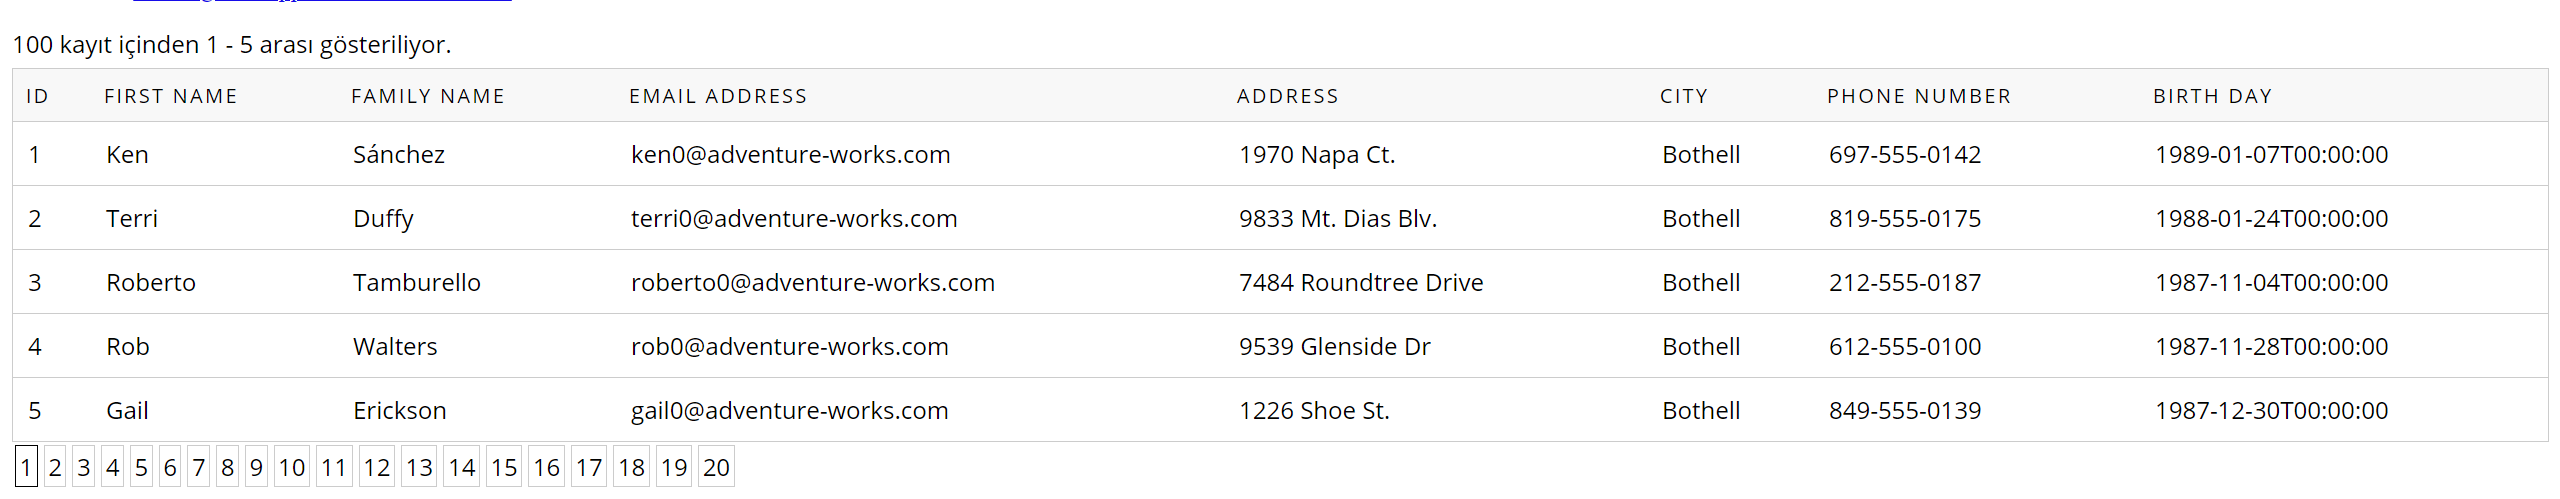 100 kayıt içinden 1 - 5 arası gösteriliyor.
ID FIRST NAME FAMILY NAME EMAIL ADDRESS ADDRESS CITY PHONE NUMBER BIRTH DAY
1 Ken Sánchez ken0@adventure-works.com 1970 Napa Ct. Bothell 697-555-0142 1989-01-07T00:00:00
2 Terri Duffy terri0@adventure-works.com 9833 Mt. Dias Blv. Bothell 819-555-0175 1988-01-24T00:00:00
3 Roberto Tamburello roberto0@adventure-works.com 7484 Roundtree Drive Bothell 212-555-0187 1987-11-04T00:00:00
4 Rob Walters rob0@adventure-works.com 9539 Glenside Dr Bothell 612-555-0100 1987-11-28T00:00:00
5 Gail Erickson gail0@adventure-works.com 1226 Shoe St. Bothell 849-555-0139 1987-12-30T00:00:00
1 2 3 4 5 6 7 8 9 10 11 12 13 14 15 16 17 18 19 20